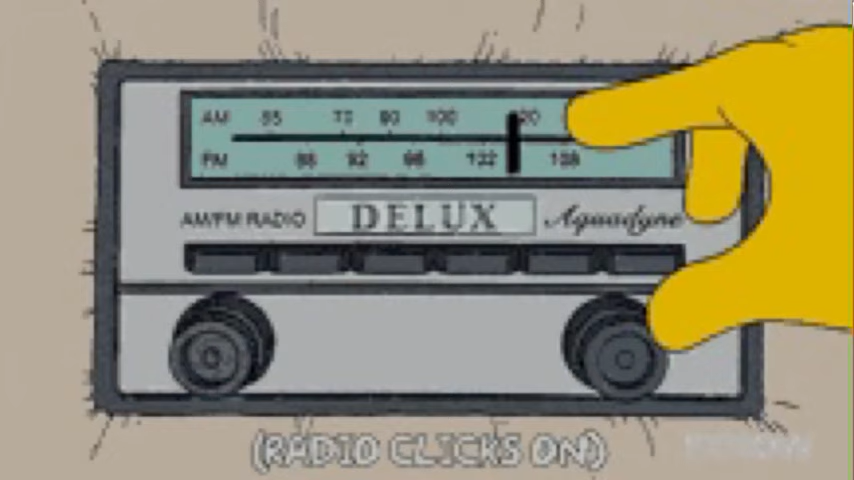 AM 55 70 80 100 120
FM 88 92 96 102 108
AM/FM RADIO DELUX Aquadyne
(RADIO CLICKS ON)